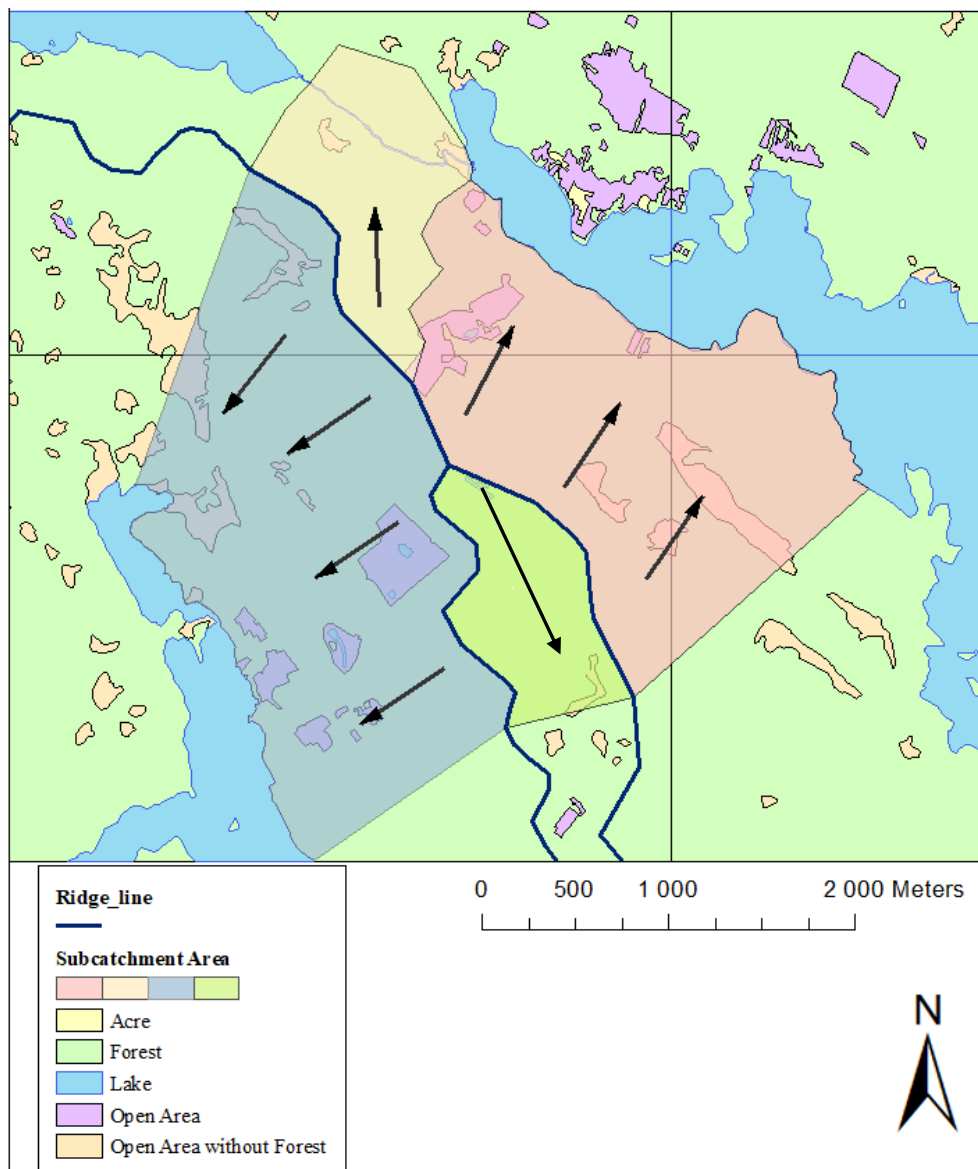 Ridge_line
Subcatchment Area
Acre
Forest
Lake
Open Area
Open Area without Forest
0 500 1 000 2 000 Meters
N